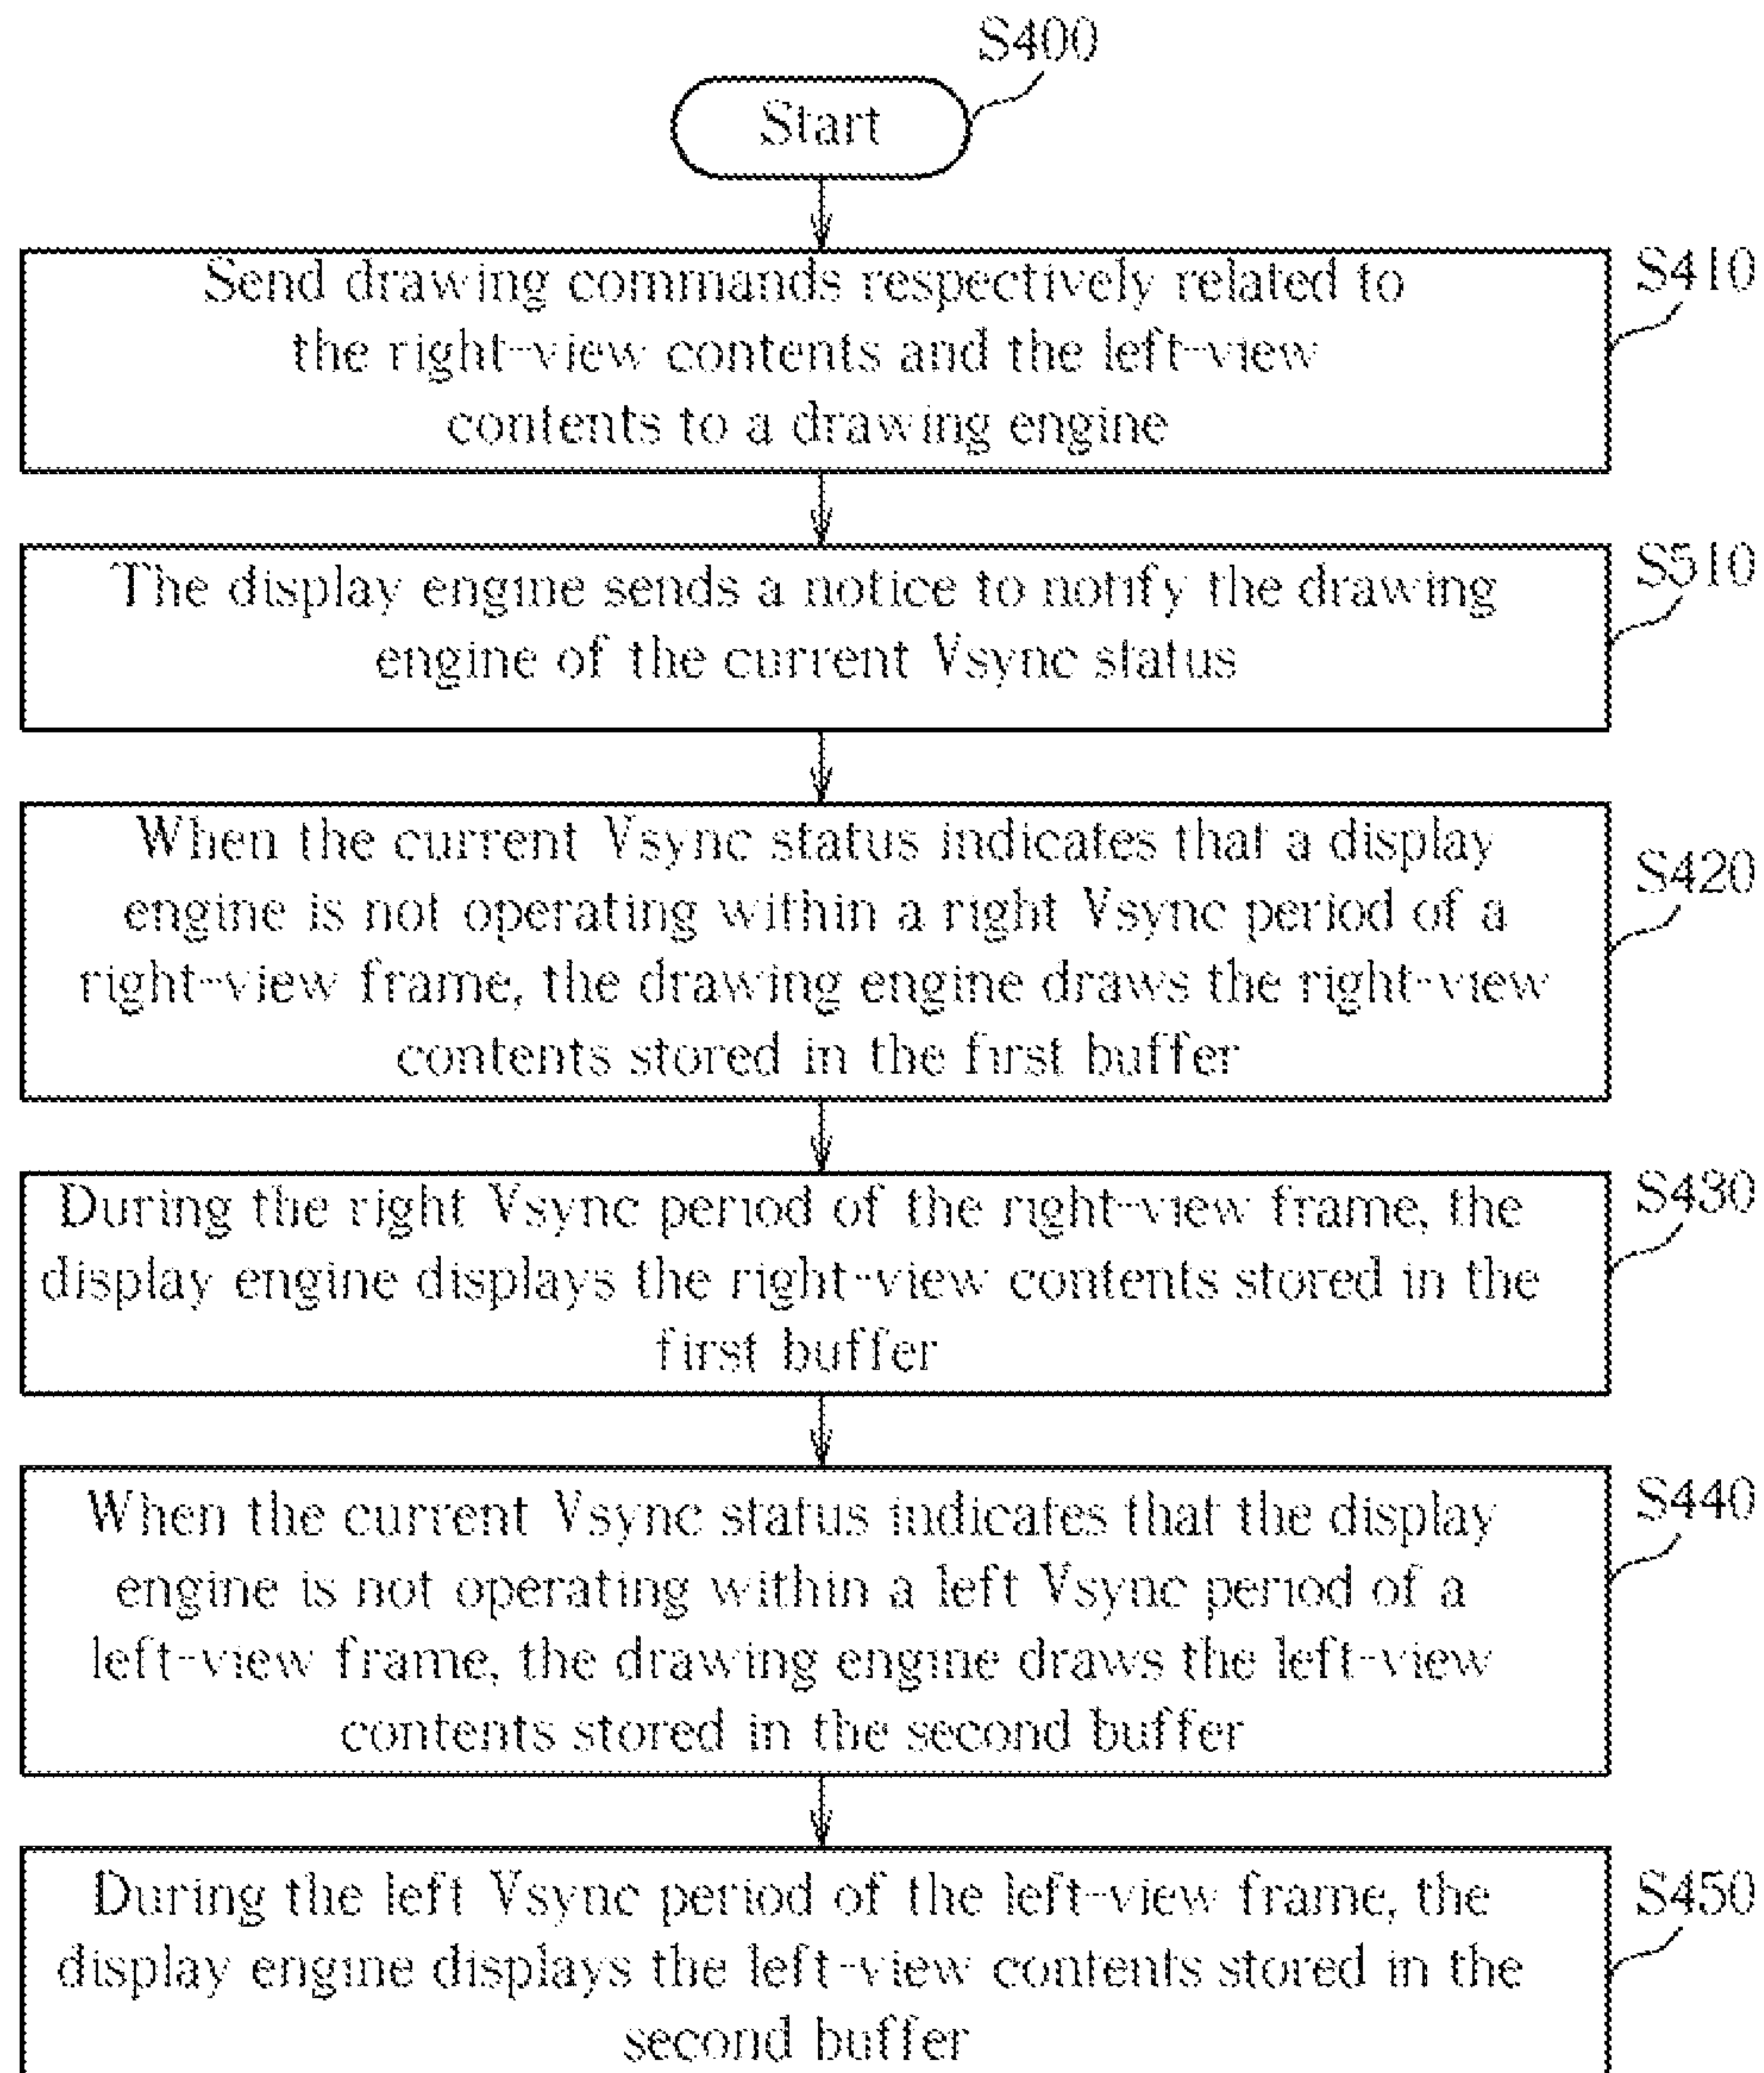 S400
Start
S410
Send drawing commands respectively related to
the right-view contents and the left-view
contents to a drawing engine
S510
The display engine sends a notice to notify the drawing
engine of the current Vsync status
S420
When the current Vsync status indicates that a display
engine is not operating within a right Vsync period of a
right-view frame, the drawing engine draws the right-view
contents stored in the first buffer
S430
During the right Vsync period of the right-view frame, the
display engine displays the right-view contents stored in the
first buffer
S440
When the current Vsync status indicates that the display
engine is not operating within a left Vsync period of a
left-view frame, the drawing engine draws the left-view
contents stored in the second buffer
S450
During the left Vsync period of the left-view frame, the
display engine displays the left-view contents stored in the
second buffer